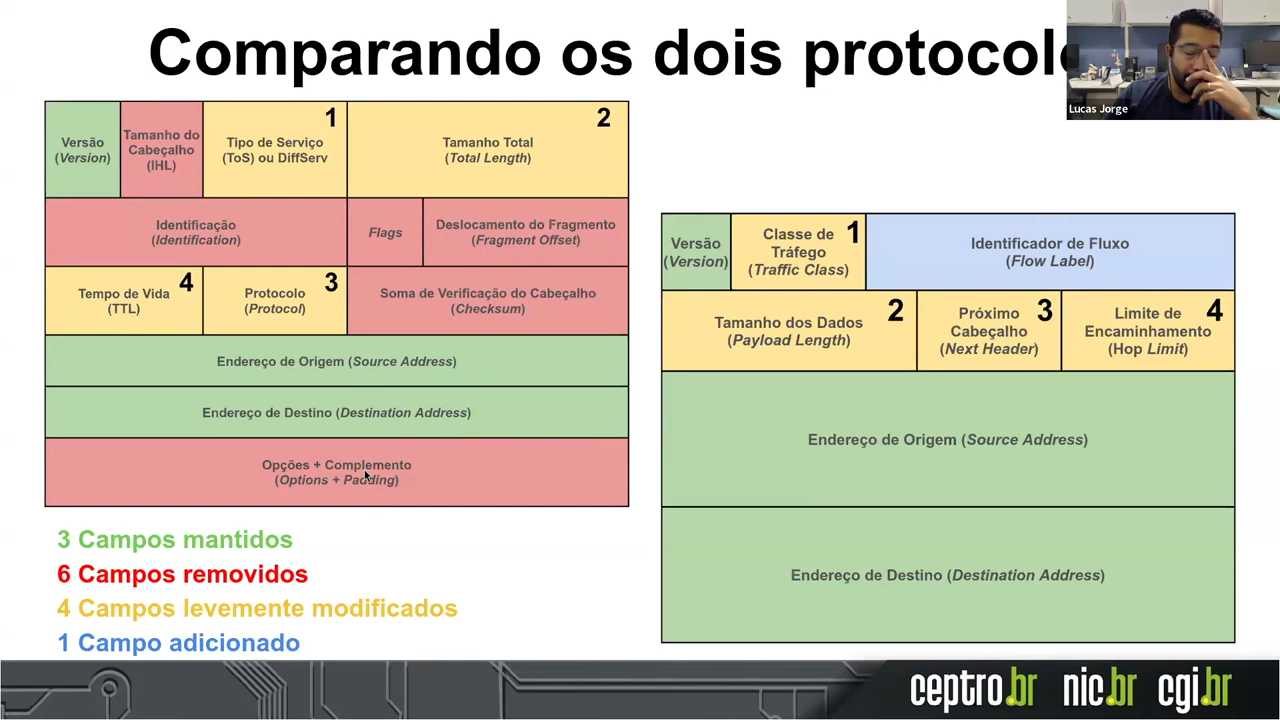 Comparando os dois protocolo
Lucas Jorge
Versão
(Version)
Tamanho do
Cabeçalho
(IHL)
1
Tipo de Serviço
(ToS) ou DiffServ
2
Tamanho Total
(Total Length)
Identificação
(Identification)
Flags
Deslocamento do Fragmento
(Fragment Offset)
4
Tempo de Vida
(TTL)
3
Protocolo
(Protocol)
Soma de Verificação do Cabeçalho
(Checksum)
Endereço de Origem (Source Address)
Endereço de Destino (Destination Address)
Opções + Complemento
(Options + Padding)
Versão
(Version)
1
Classe de
Tráfego
(Traffic Class)
Identificador de Fluxo
(Flow Label)
2
Tamanho dos Dados
(Payload Length)
3
Próximo
Cabeçalho
(Next Header)
4
Limite de
Encaminhamento
(Hop Limit)
Endereço de Origem (Source Address)
Endereço de Destino (Destination Address)
3 Campos mantidos
6 Campos removidos
4 Campos levemente modificados
1 Campo adicionado
ceptro.br nic.br cgi.br